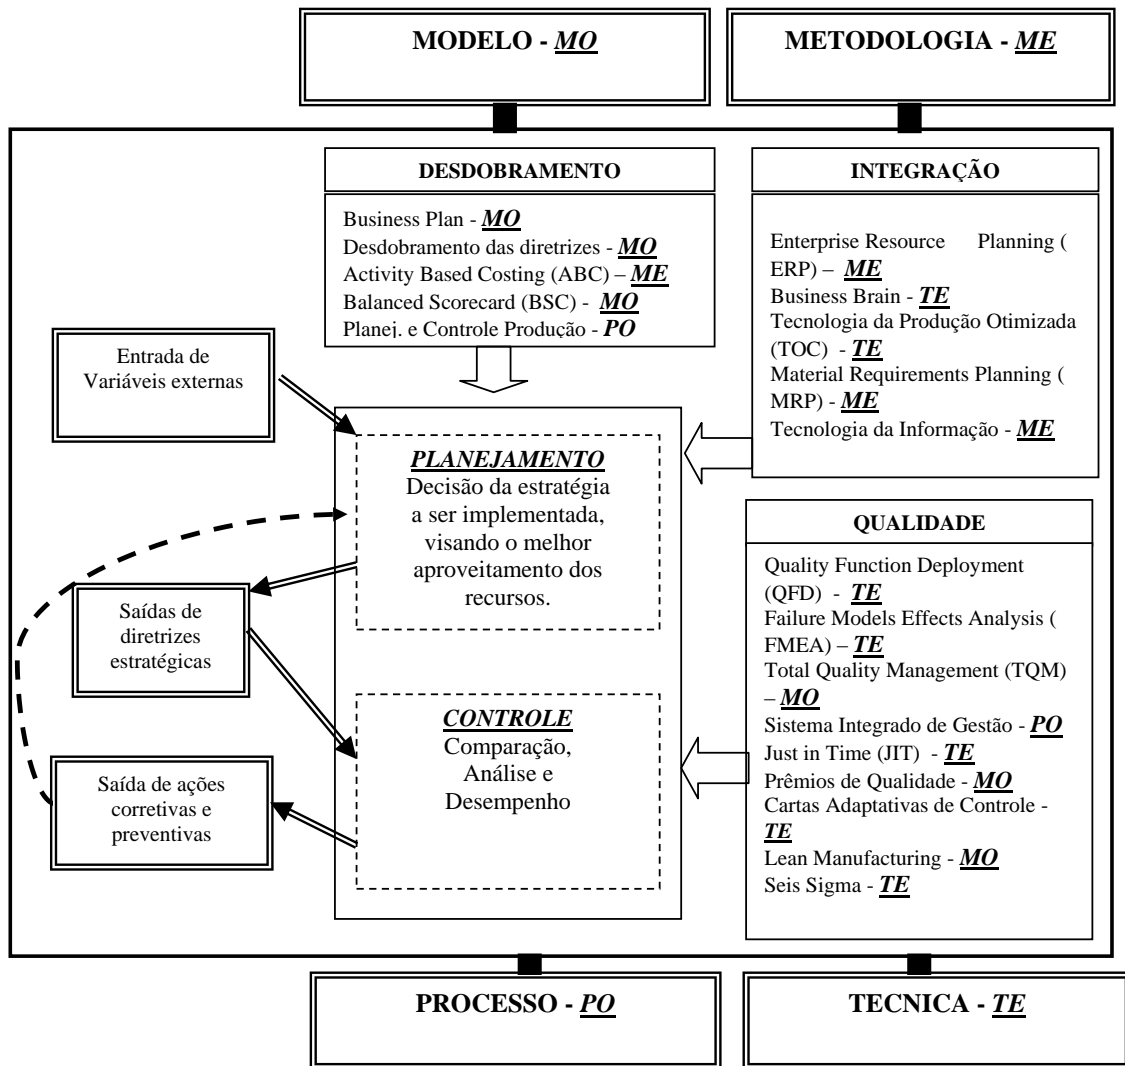 MODELO - MO
METODOLOGIA - ME
DESDOBRAMENTO
Business Plan - MO
Desdobramento das diretrizes - MO
Activity Based Costing (ABC) – ME
Balanced Scorecard (BSC) - MO
Planej. e Controle Produção - PO
INTEGRAÇÃO
Enterprise Resource Planning (
ERP) – ME
Business Brain - TE
Tecnologia da Produção Otimizada
(TOC) - TE
Material Requirements Planning (
MRP) - ME
Tecnologia da Informação - ME
Entrada de
Variáveis externas
PLANEJAMENTO
Decisão da estratégia
a ser implementada,
visando o melhor
aproveitamento dos
recursos.
QUALIDADE
Quality Function Deployment
(QFD) - TE
Failure Models Effects Analysis (
FMEA) – TE
Total Quality Management (TQM)
– MO
Sistema Integrado de Gestão - PO
Just in Time (JIT) - TE
Prêmios de Qualidade - MO
Cartas Adaptativas de Controle -
TE
Lean Manufacturing - MO
Seis Sigma - TE
Saídas de
diretrizes
estratégicas
CONTROLE
Comparação,
Análise e
Desempenho
Saída de ações
corretivas e
preventivas
PROCESSO - PO
TECNICA - TE